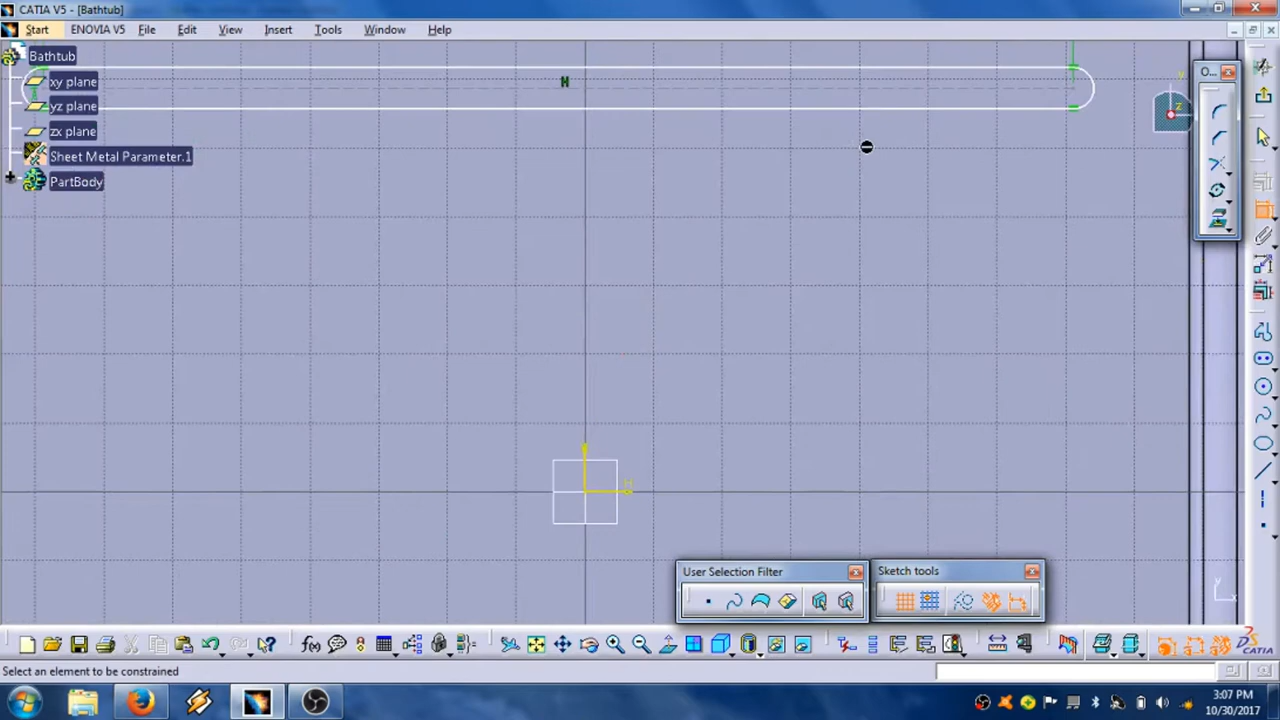 CATIA V5 - [Bathtub]
Start ENOVIA V5 File Edit View Insert Tools Window Help
Bathtub
xy plane
yz plane
zx plane
Sheet Metal Parameter.1
PartBody
H
O...
y
z
H
User Selection Filter
Sketch tools
f(x)
CATIA
y
x
Select an element to be constrained
3:07 PM
10/30/2017